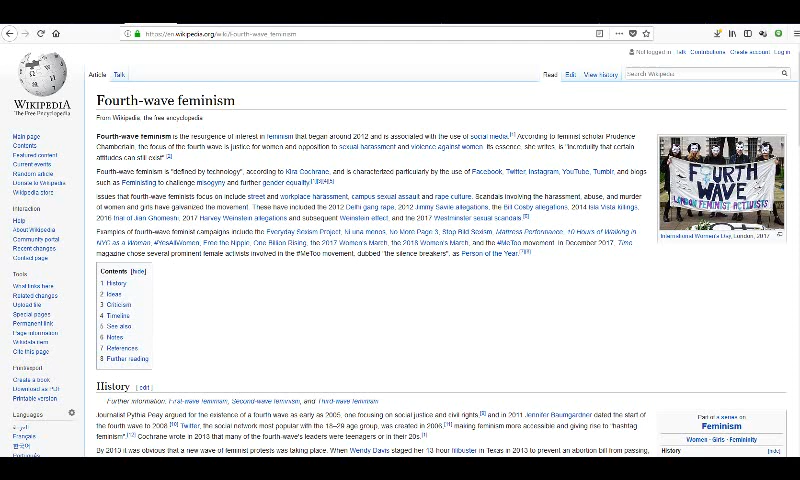 https://en.wikipedia.org/wiki/Fourth-wave_feminism
Not logged in Talk Contributions Create account Log in
Article Talk Read Edit View history Search Wikipedia
WIKIPEDIA
The Free Encyclopedia
Main page
Contents
Featured content
Current events
Random article
Donate to Wikipedia
Wikipedia store
Interaction
Help
About Wikipedia
Community portal
Recent changes
Contact page
Tools
What links here
Related changes
Upload file
Special pages
Permanent link
Page information
Wikidata item
Cite this page
Print/export
Create a book
Download as PDF
Printable version
Languages
العربية
Français
한국어
Fourth-wave feminism
From Wikipedia, the free encyclopedia
Fourth-wave feminism is the resurgence of interest in feminism that began around 2012 and is associated with the use of social media.[1] According to feminist scholar Prudence
Chamberlain, the focus of the fourth wave is justice for women and opposition to sexual harassment and violence against women. Its essence, she writes, is "incredulity that certain
attitudes can still exist".[2]
Fourth-wave feminism is "defined by technology", according to Kira Cochrane, and is characterized particularly by the use of Facebook, Twitter, Instagram, YouTube, Tumblr, and blogs
such as Feministing to challenge misogyny and further gender equality.[1][3][4][5]
Issues that fourth-wave feminists focus on include street and workplace harassment, campus sexual assault and rape culture. Scandals involving the harassment, abuse, and murder
of women and girls have galvanized the movement. These have included the 2012 Delhi gang rape, 2012 Jimmy Savile allegations, the Bill Cosby allegations, 2014 Isla Vista killings,
2016 trial of Jian Ghomeshi, 2017 Harvey Weinstein allegations and subsequent Weinstein effect, and the 2017 Westminster sexual scandals.[6]
Examples of fourth-wave feminist campaigns include the Everyday Sexism Project, Ni una menos, No More Page 3, Stop Bild Sexism, Mattress Performance, 10 Hours of Walking in
NYC as a Woman, #YesAllWomen, Free the Nipple, One Billion Rising, the 2017 Women's March, the 2018 Women's March, and the #MeToo movement. In December 2017, Time
magazine chose several prominent female activists involved in the #MeToo movement, dubbed "the silence breakers", as Person of the Year.[7][8]
FOURTH
WAVE
LONDON FEMINIST ACTIVISTS
International Women's Day, London, 2017
Contents [hide]
1 History
2 Ideas
3 Criticism
4 Timeline
5 See also
6 Notes
7 References
8 Further reading
History [ edit ]
Further information: First-wave feminism, Second-wave feminism, and Third-wave feminism
Journalist Pythia Peay argued for the existence of a fourth wave as early as 2005, one focusing on social justice and civil rights,[9] and in 2011 Jennifer Baumgardner dated the start of
the fourth wave to 2008.[10] Twitter, the social network most popular with the 18–29 age group, was created in 2006,[11] making feminism more accessible and giving rise to "hashtag
feminism".[12] Cochrane wrote in 2013 that many of the fourth-wave's leaders were teenagers or in their 20s.[1]
By 2013 it was obvious that a new wave of feminist protests was taking place. When Wendy Davis staged her 13 hour filibuster in Texas in 2013 to prevent an abortion bill from passing,
Part of a series on
Feminism
Women · Girls · Femininity
History [hide]